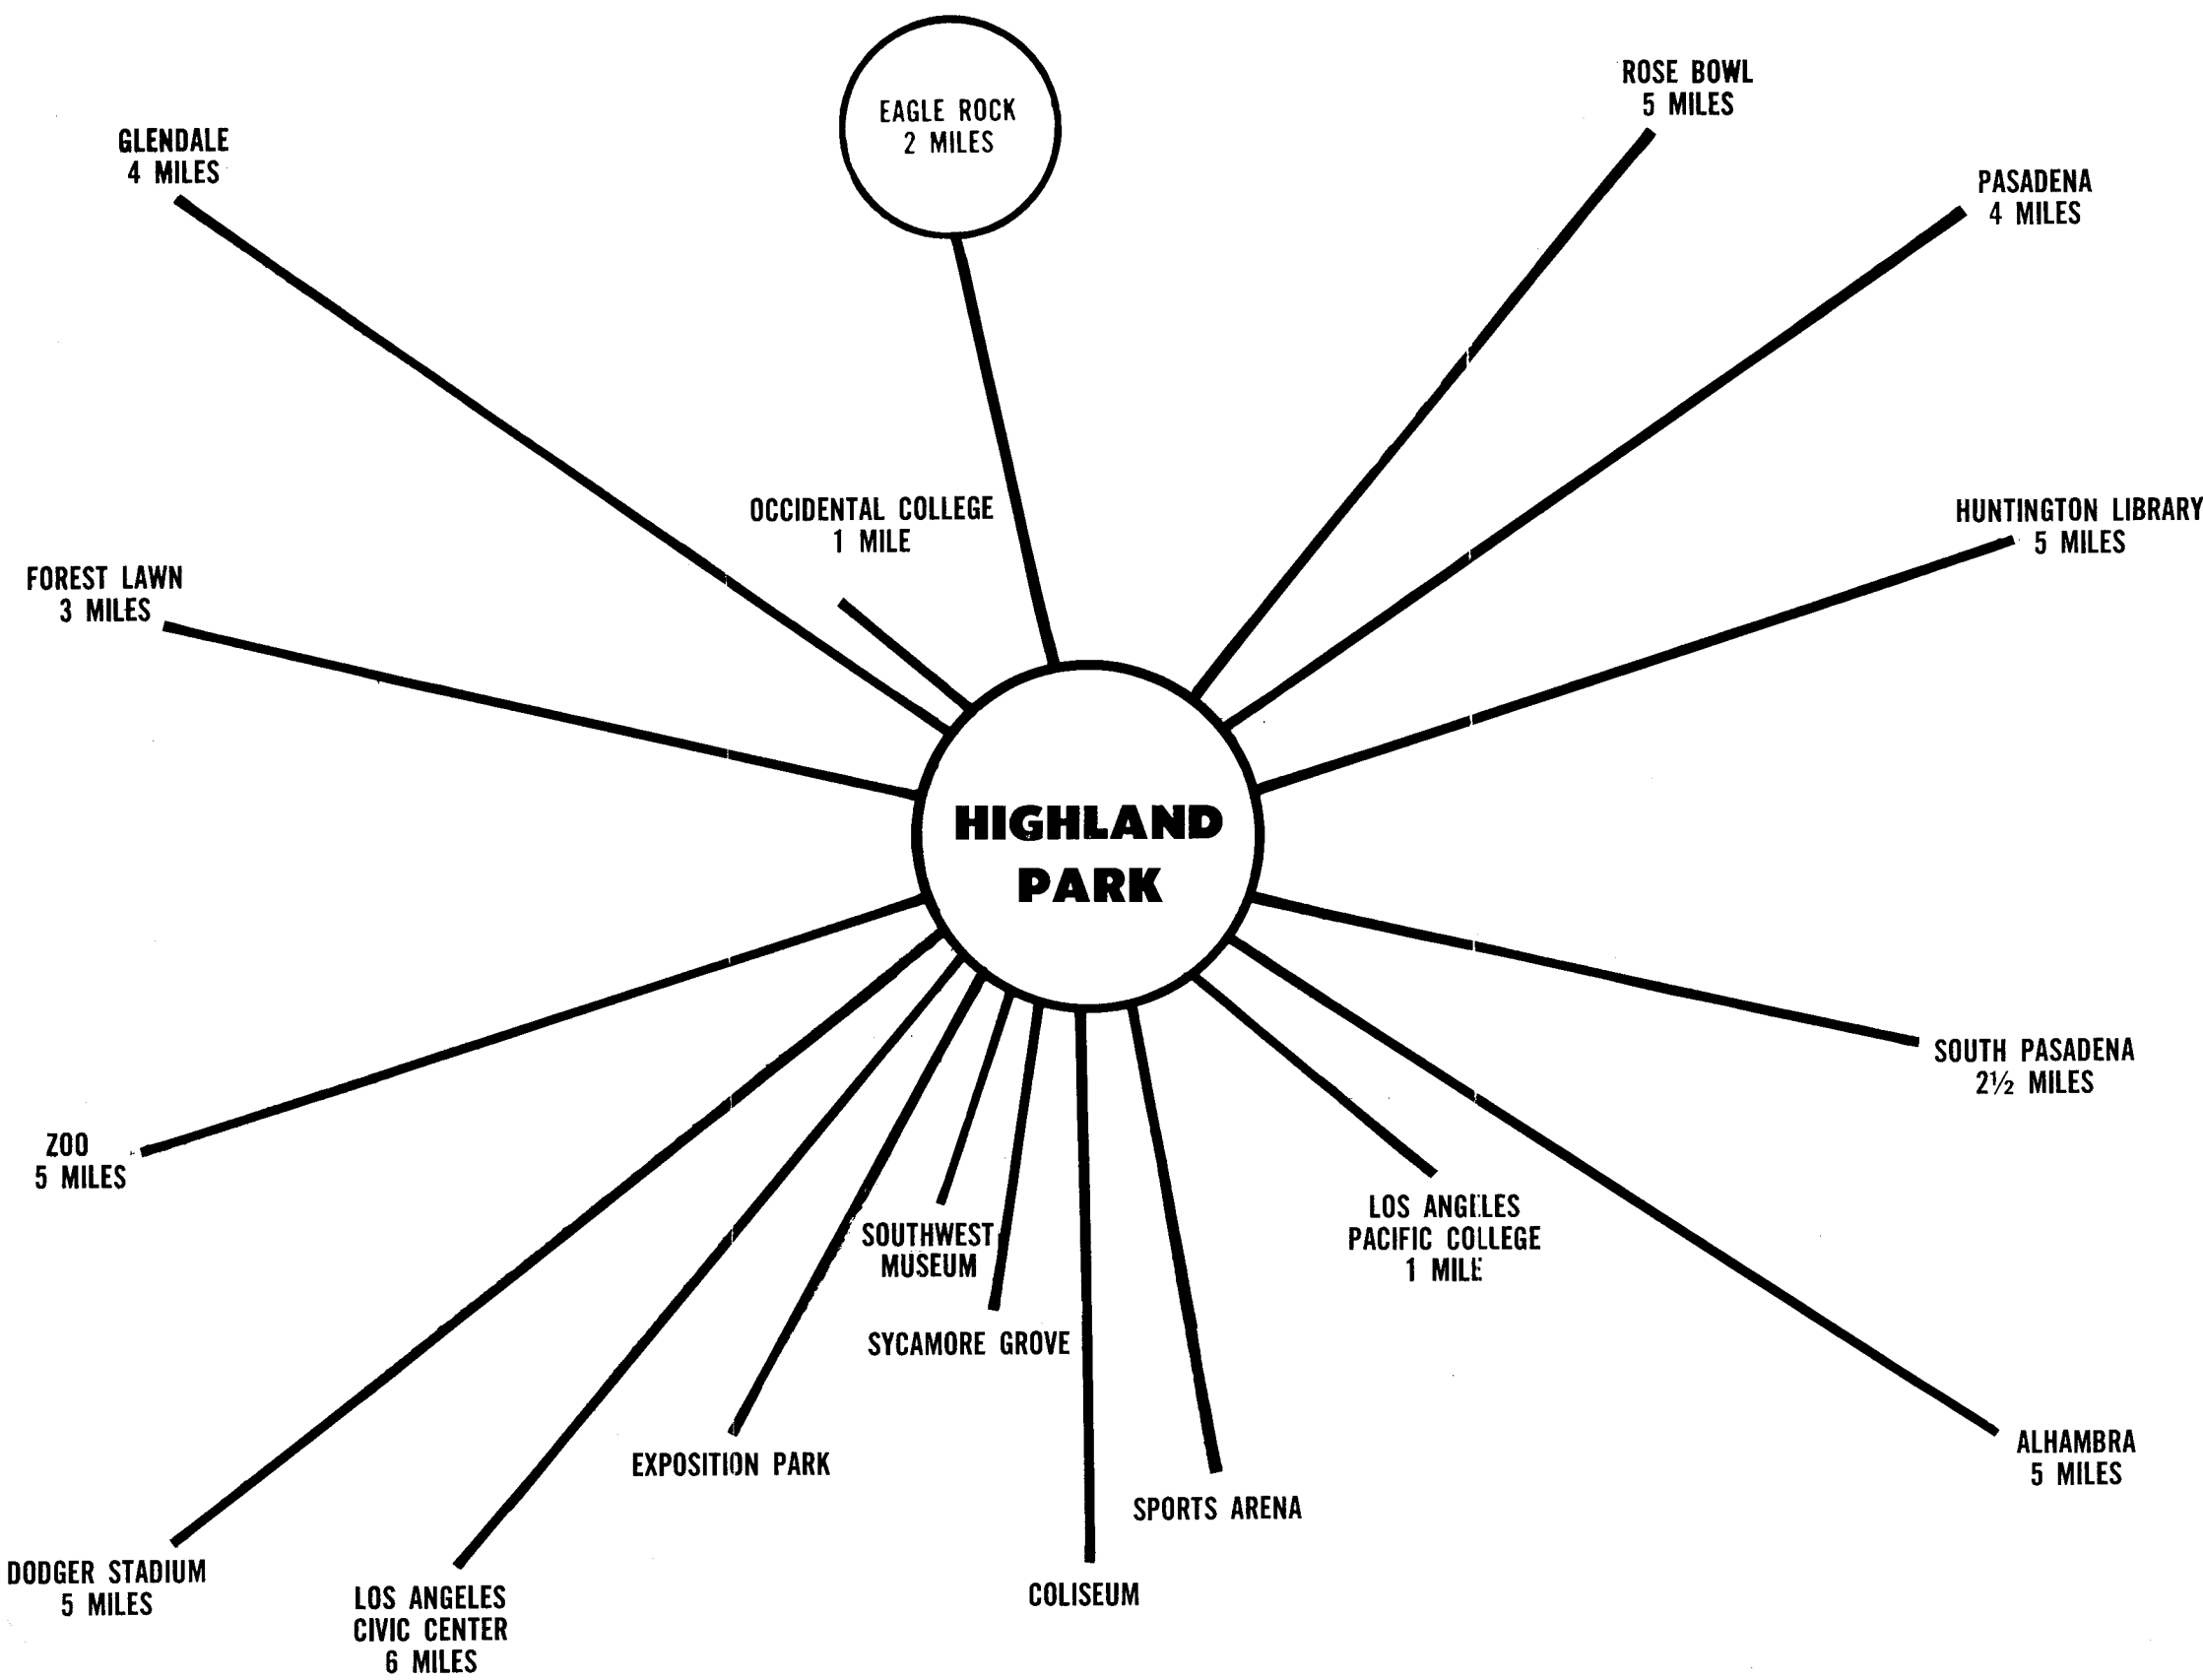 ROSE BOWL
5 MILES
EAGLE ROCK
2 MILES
GLENDALE
4 MILES
PASADENA
4 MILES
OCCIDENTAL COLLEGE
1 MILE
HUNTINGTON LIBRARY
5 MILES
FOREST LAWN
3 MILES
HIGHLAND
PARK
SOUTH PASADENA
2½ MILES
ZOO
5 MILES
SOUTHWEST
MUSEUM
LOS ANGELES
PACIFIC COLLEGE
1 MILE
SYCAMORE GROVE
ALHAMBRA
5 MILES
EXPOSITION PARK
SPORTS ARENA
DODGER STADIUM
5 MILES
LOS ANGELES
CIVIC CENTER
6 MILES
COLISEUM